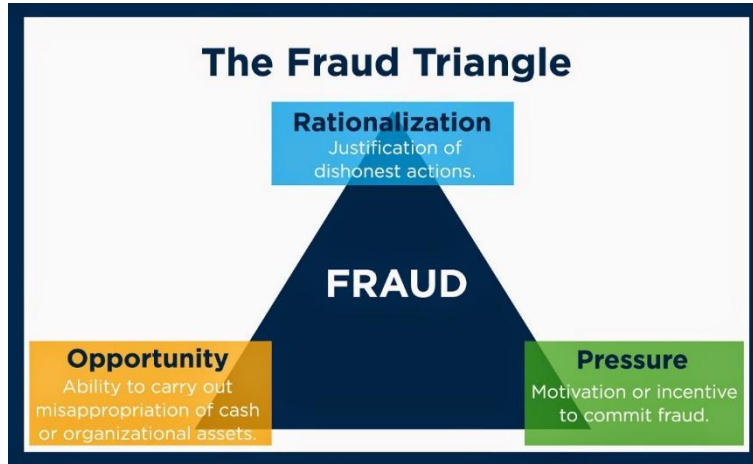 The Fraud Triangle
Rationalization
Justification of
dishonest actions.
FRAUD
Opportunity
Ability to carry out
misappropriation of cash
or organizational assets.
Pressure
Motivation or incentive
to commit fraud.